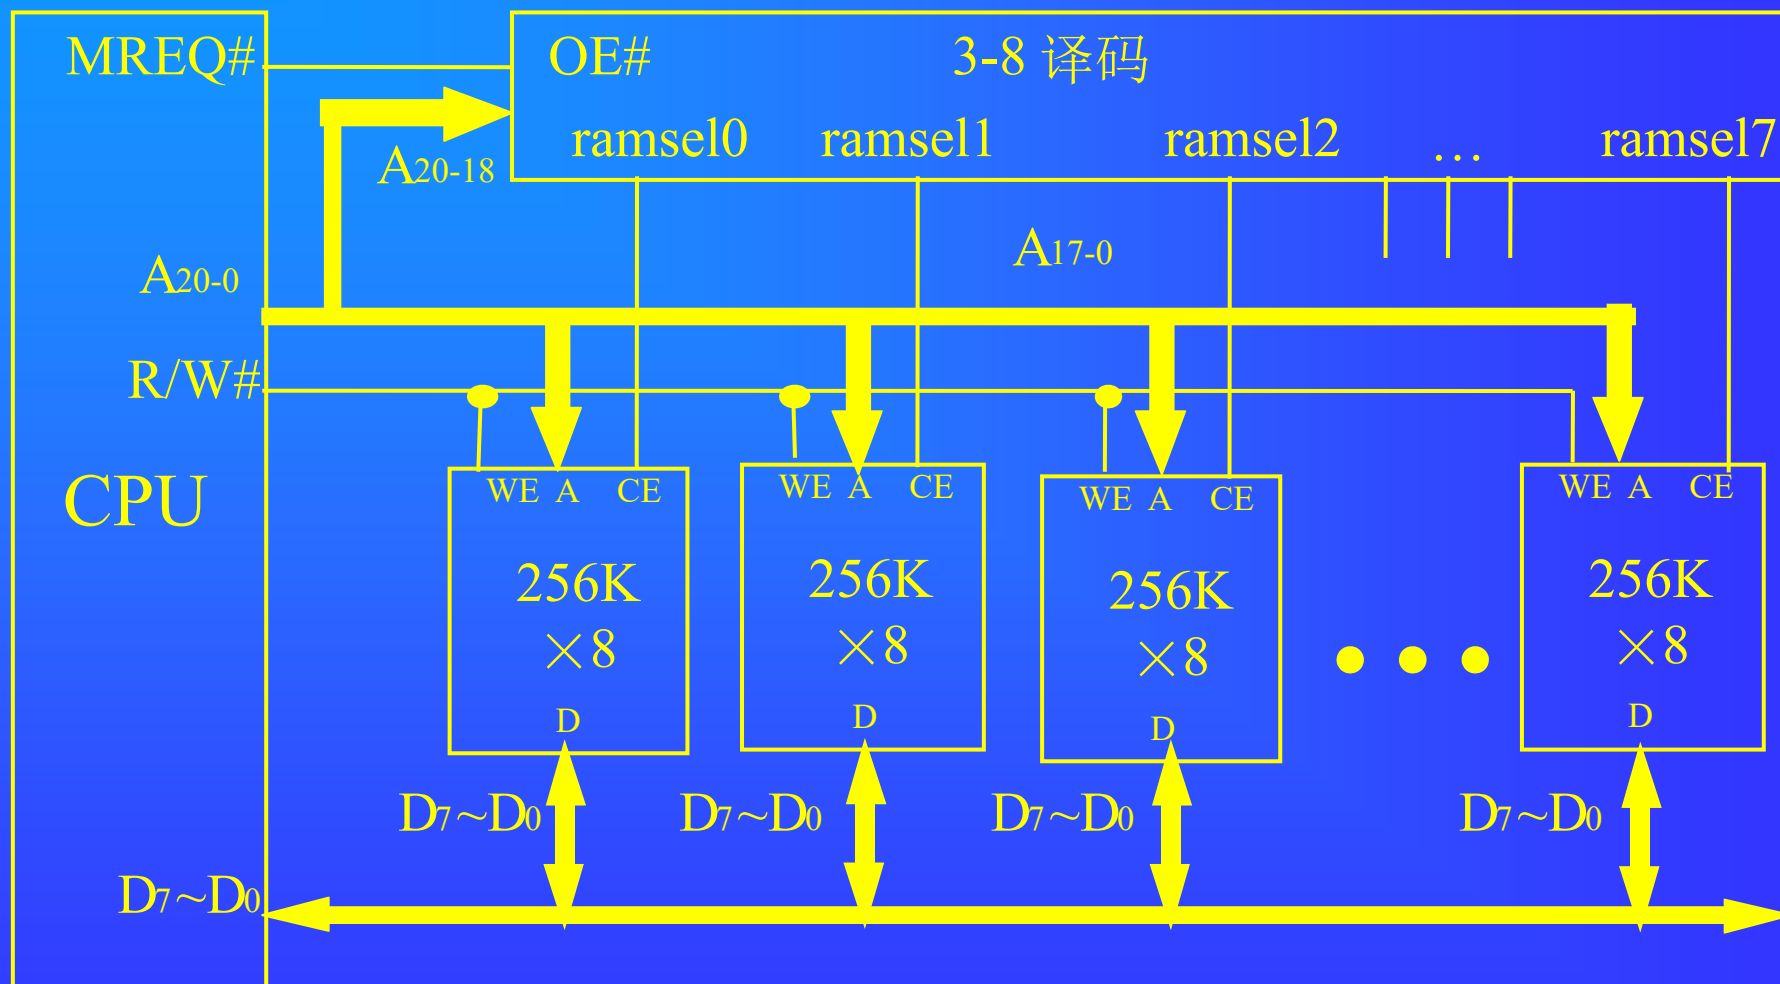 MREQ# OE# 3-8 译码
ramsel0 ramsel1 ramsel2 … ramsel7
A20-18
A17-0
A20-0
R/W#
WE A CE WE A CE WE A CE WE A CE
CPU
256K 256K 256K 256K
×8 ×8 ×8 ×8
D D D D
D7~D0 D7~D0 D7~D0 D7~D0
D7~D0